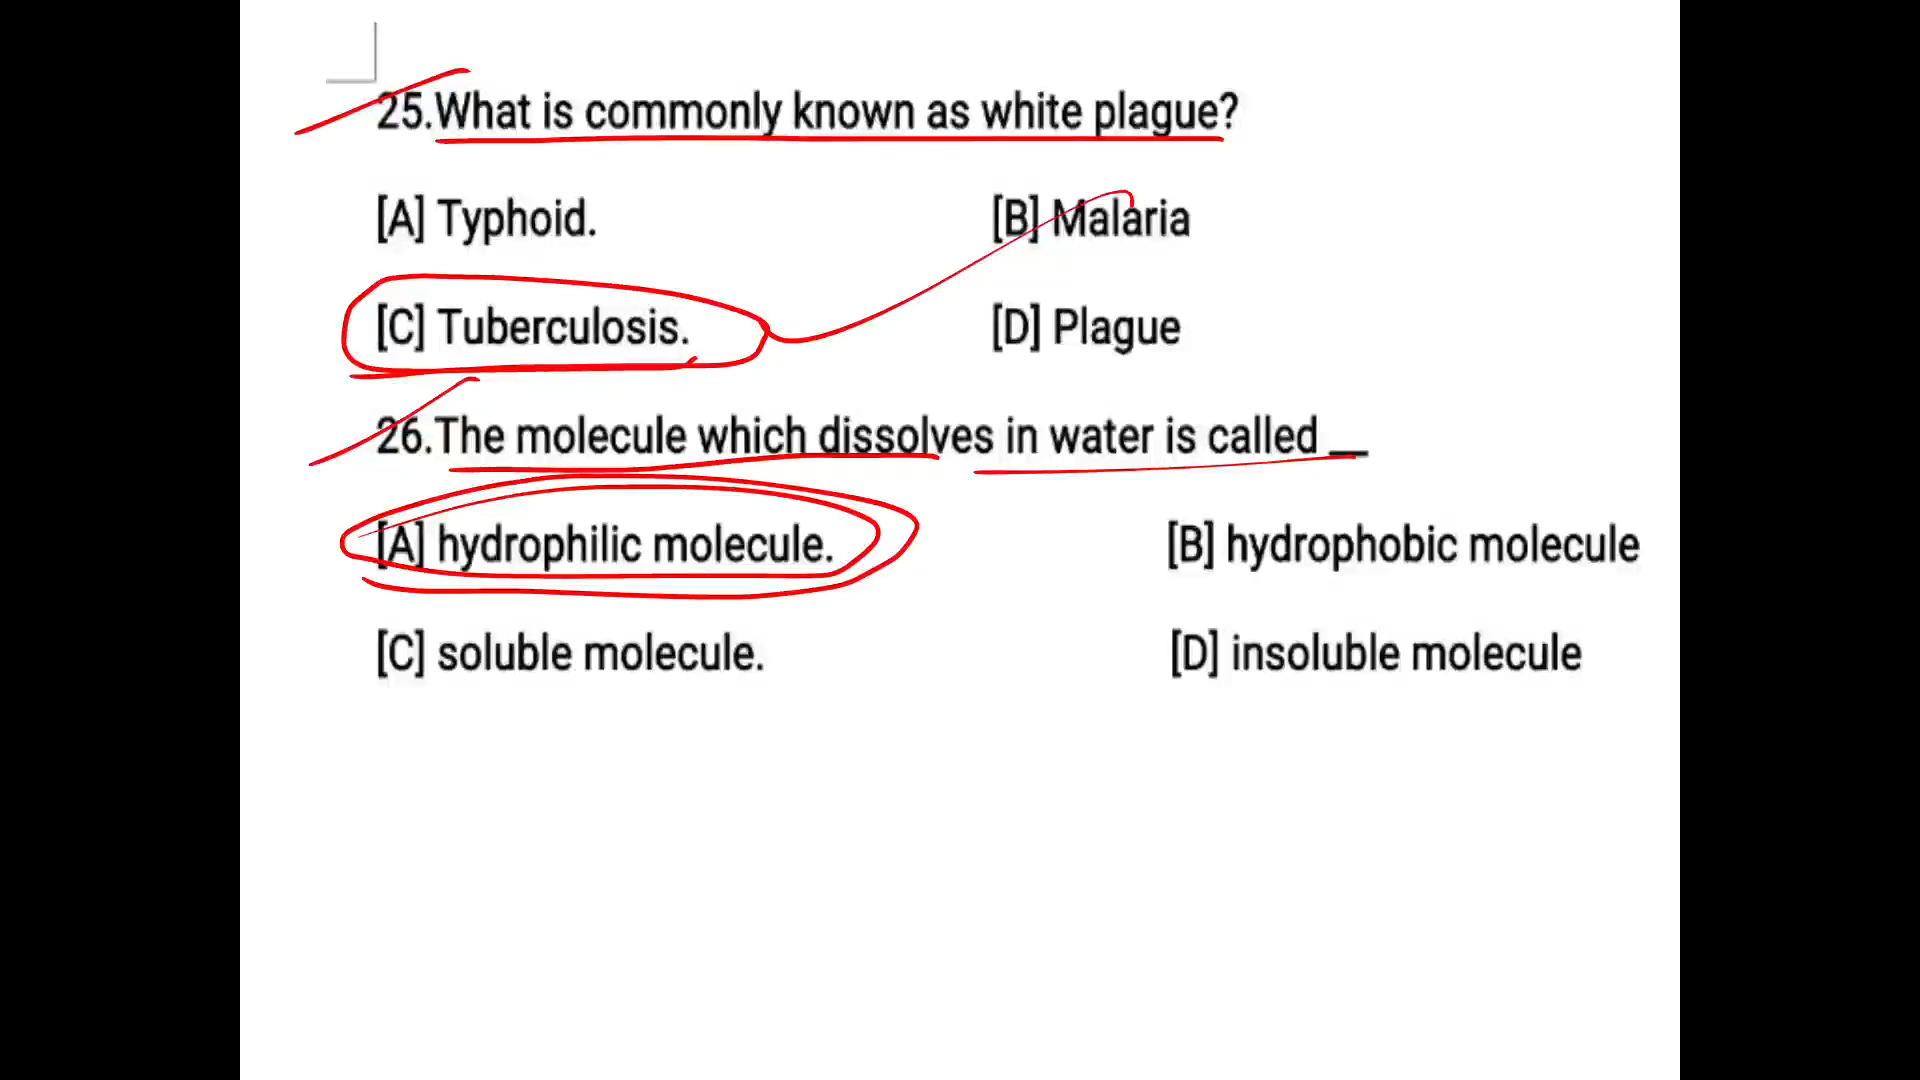 25.What is commonly known as white plague?
[A] Typhoid. [B] Malaria
[C] Tuberculosis. [D] Plague
26.The molecule which dissolves in water is called __
[A] hydrophilic molecule. [B] hydrophobic molecule
[C] soluble molecule. [D] insoluble molecule